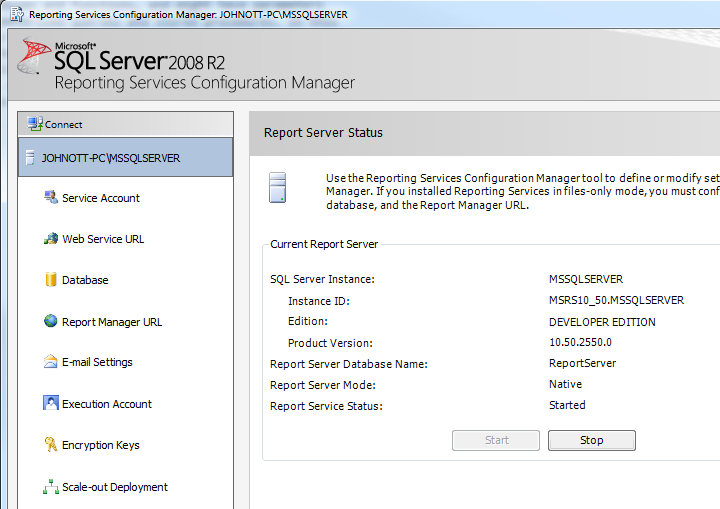 Reporting Services Configuration Manager: JOHNOTT-PC\MSSQLSERVER
Microsoft®
SQL Server® 2008 R2
Reporting Services Configuration Manager
Connect
JOHNOTT-PC\MSSQLSERVER
Service Account
Web Service URL
Database
Report Manager URL
E-mail Settings
Execution Account
Encryption Keys
Scale-out Deployment
Report Server Status
Use the Reporting Services Configuration Manager tool to define or modify set
Manager. If you installed Reporting Services in files-only mode, you must conf
database, and the Report Manager URL.
Current Report Server
SQL Server Instance: MSSQLSERVER
Instance ID: MSRS10_50.MSSQLSERVER
Edition: DEVELOPER EDITION
Product Version: 10.50.2550.0
Report Server Database Name: ReportServer
Report Server Mode: Native
Report Service Status: Started
Start Stop